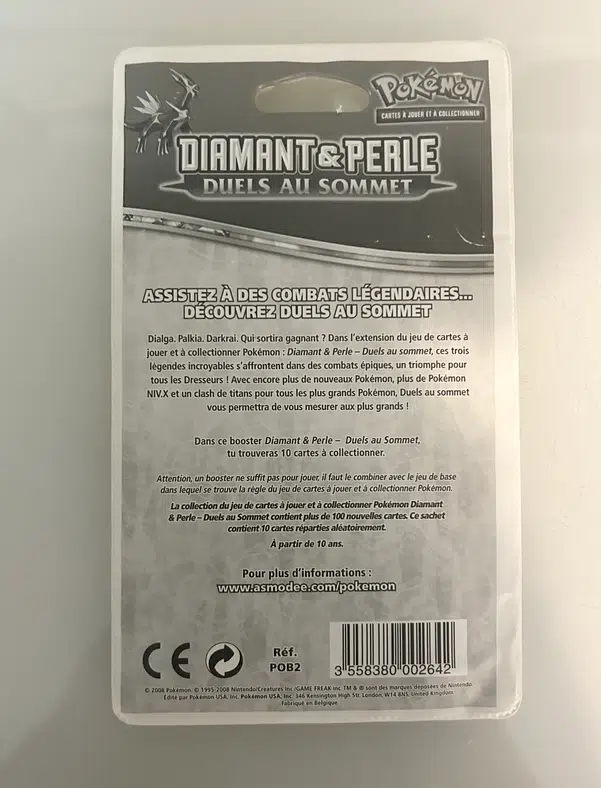 POKÉMON
CARTES À JOUER ET À COLLECTIONNER
DIAMANT & PERLE
DUELS AU SOMMET
ASSISTEZ À DES COMBATS LÉGENDAIRES...
DÉCOUVREZ DUELS AU SOMMET
Dialga. Palkia. Darkrai. Qui sortira gagnant ? Dans l'extension du jeu de cartes à
jouer et à collectionner Pokémon : Diamant & Perle – Duels au sommet, ces trois
légendes incroyables s'affrontent dans des combats épiques, un triomphe pour
tous les Dresseurs ! Avec encore plus de nouveaux Pokémon, plus de Pokémon
NIV.X et un clash de titans pour tous les plus grands Pokémon, Duels au sommet
vous permettra de vous mesurer aux plus grands !
Dans ce booster Diamant & Perle – Duels au Sommet,
tu trouveras 10 cartes à collectionner.
Attention, un booster ne suffit pas pour jouer, il faut le combiner avec le jeu de base
dans lequel se trouve la règle du jeu de cartes à jouer et à collectionner Pokémon.
La collection du jeu de cartes à jouer et à collectionner Pokémon Diamant
& Perle – Duels au Sommet contient plus de 100 nouvelles cartes. Ce sachet
contient 10 cartes réparties aléatoirement.
À partir de 10 ans.
Pour plus d'informations :
www.asmodee.com/pokemon
CE
Réf.
POB2
3 558380 002642
© 2008 Pokémon. © 1995-2008 Nintendo/Creatures Inc./GAME FREAK inc. TM & ® sont des marques déposées de Nintendo
Édité par Pokémon USA, Inc. Pokémon USA, Inc. 346 Kensington High Str. London, W14 8NS, United Kingdom
Fabriqué en Belgique